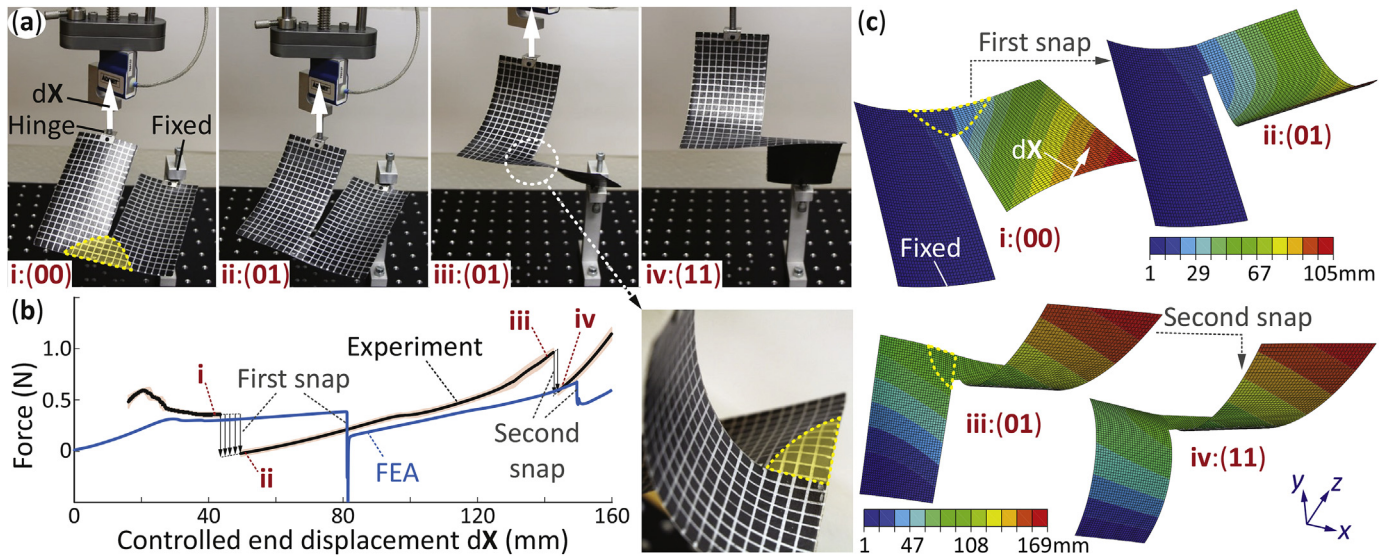 (a)
dX
Hinge
Fixed
i:(00)
ii:(01)
iii:(01)
iv:(11)
(b)
Force (N)
1.0
0.5
0
0
40
80
120
160
Controlled end displacement dX (mm)
i
First snap
ii
Experiment
FEA
iii
iv
Second
snap
(c)
First snap
dX
Fixed
i:(00)
ii:(01)
1 29 67 105mm
Second snap
iii:(01)
iv:(11)
1 47 108 169mm
y
z
x